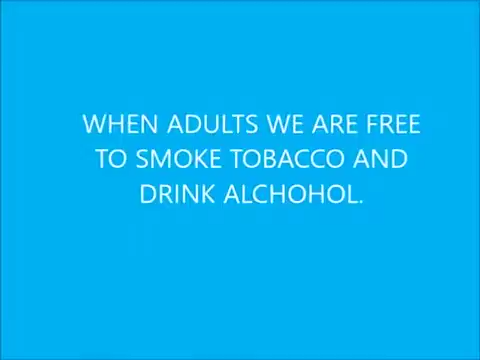 WHEN ADULTS WE ARE FREE
TO SMOKE TOBACCO AND
DRINK ALCHOHOL.